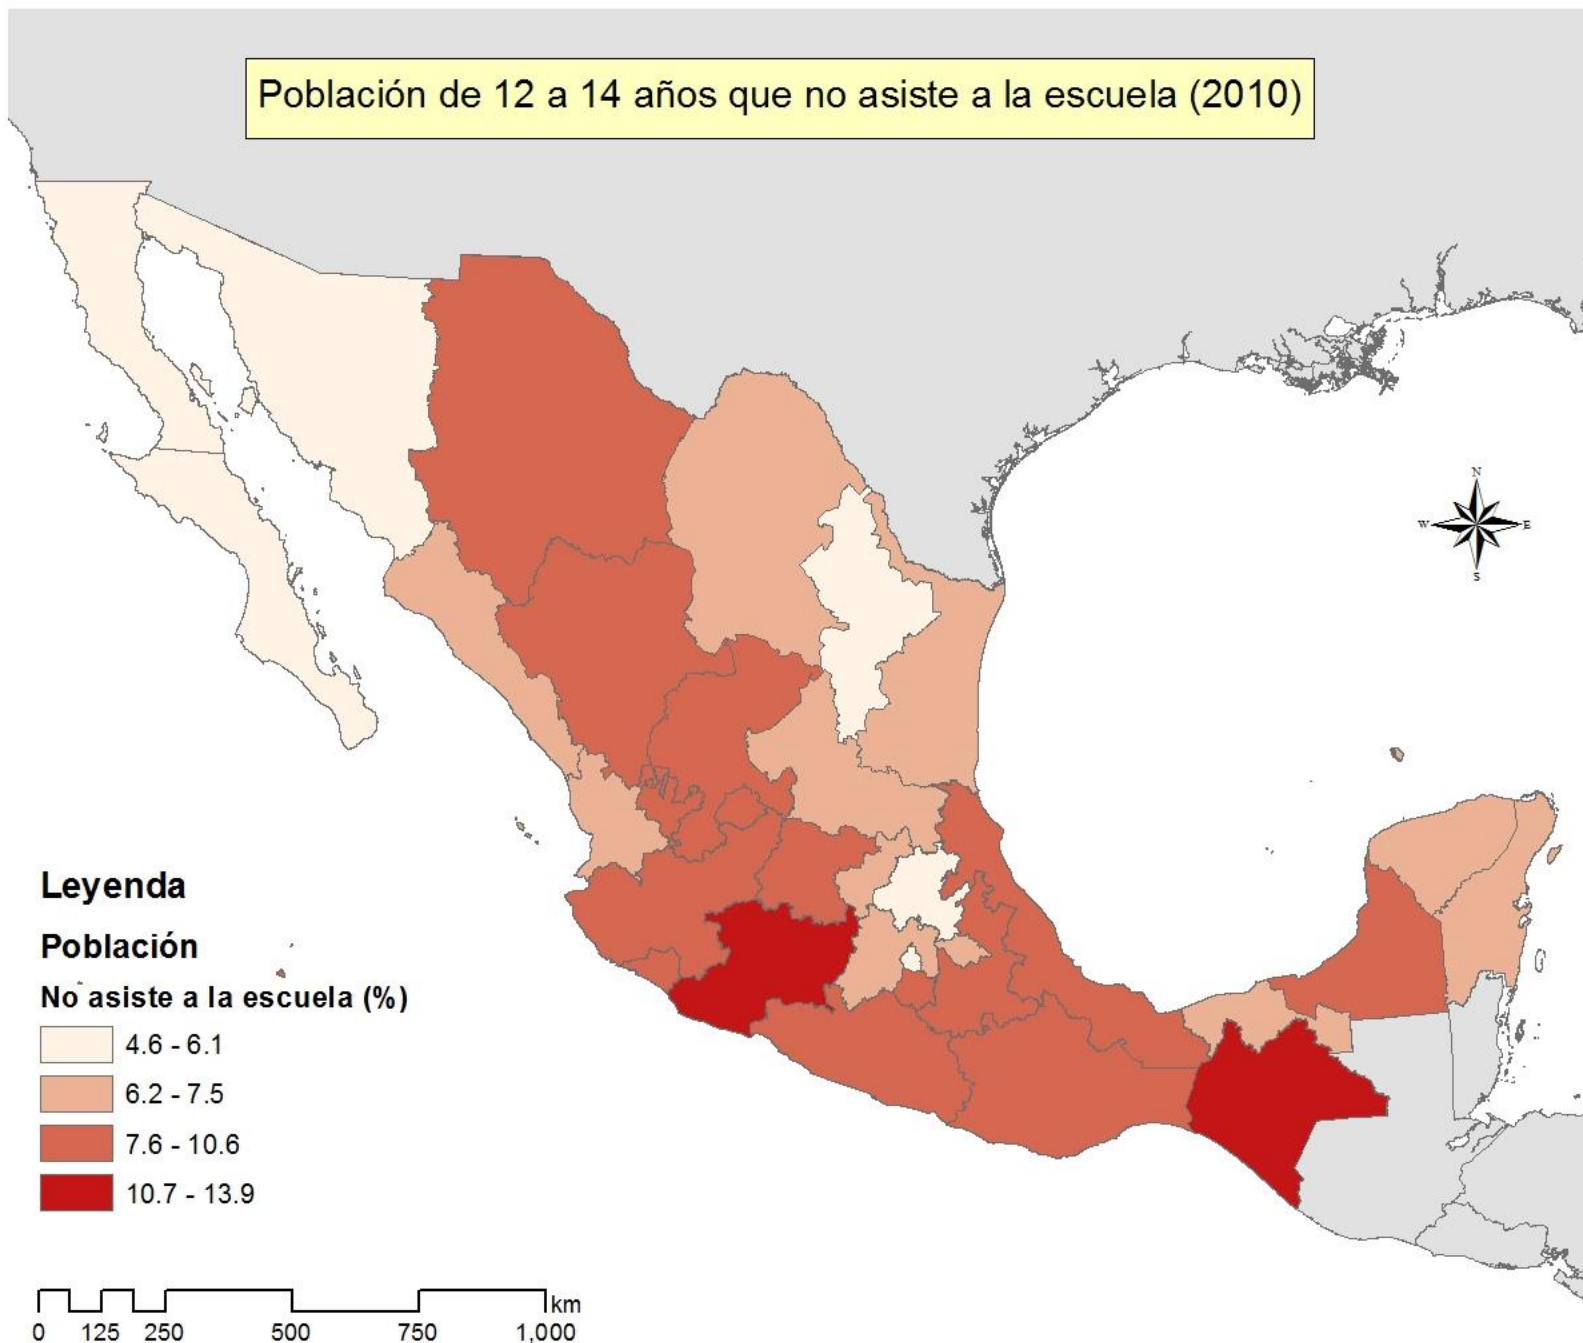 Población de 12 a 14 años que no asiste a la escuela (2010)
N
W E
S
Leyenda
Población
No asiste a la escuela (%)
4.6 - 6.1
6.2 - 7.5
7.6 - 10.6
10.7 - 13.9
km
0 125 250 500 750 1,000